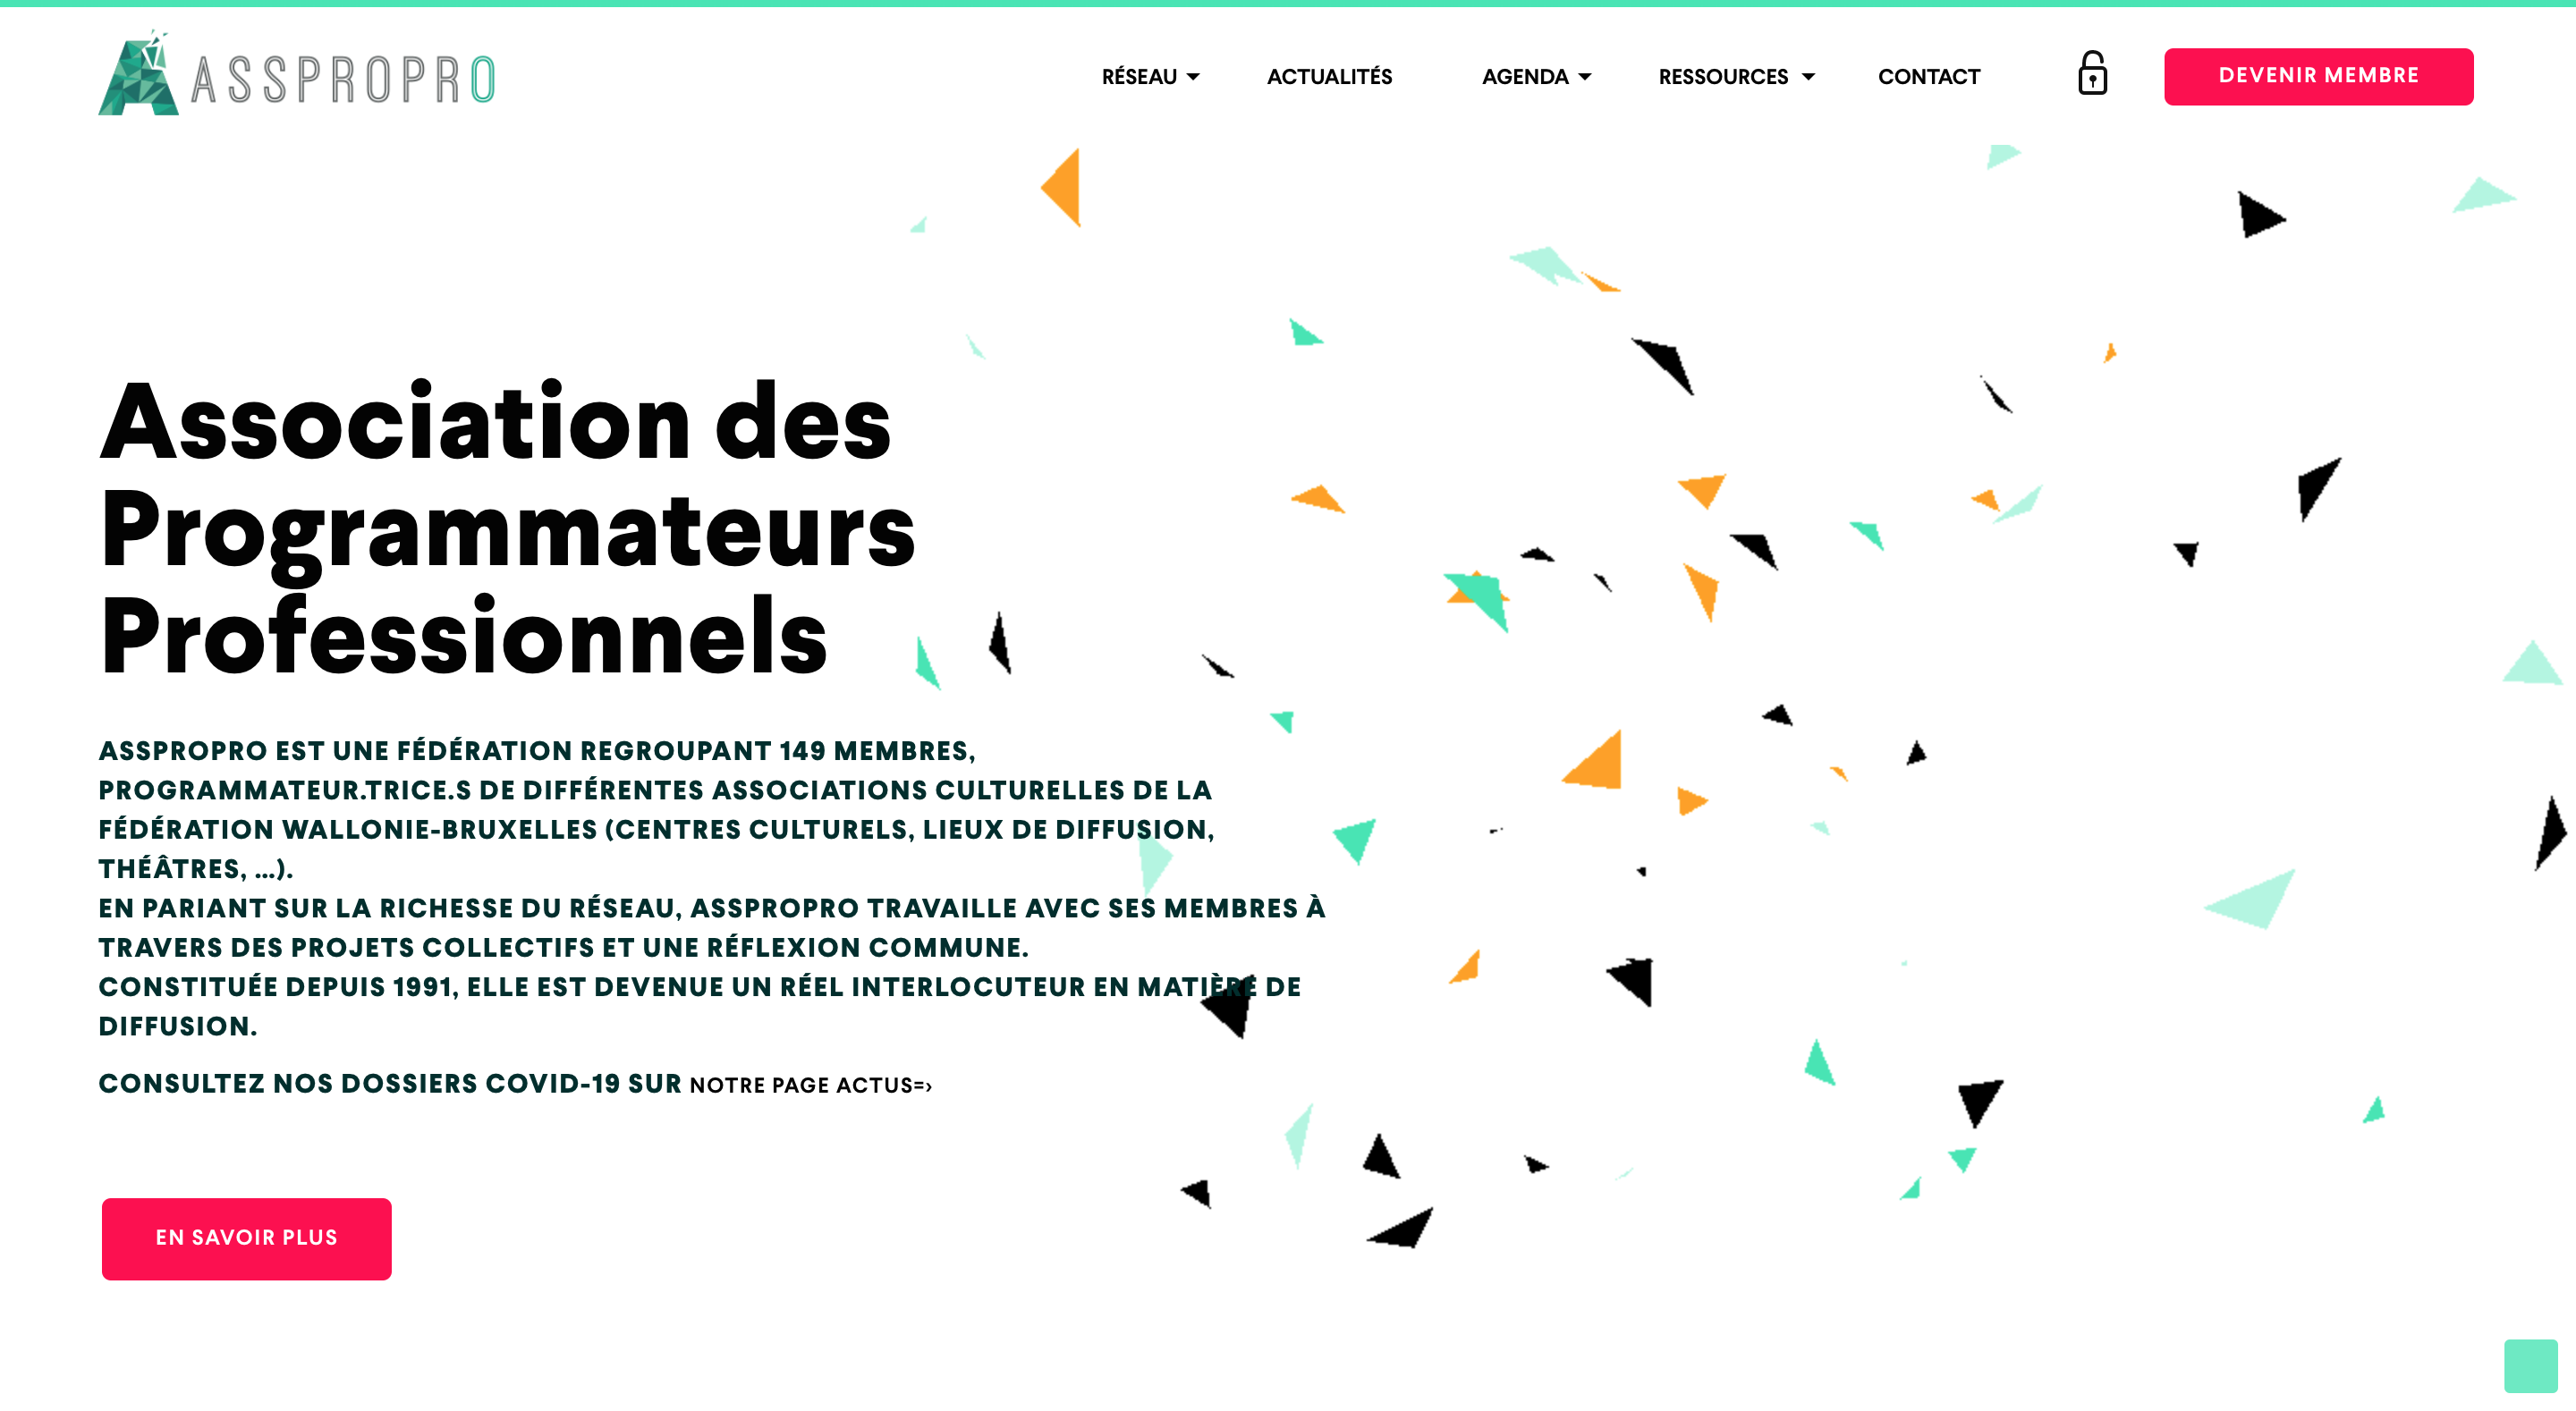 ASSPROPRO
RÉSEAU
ACTUALITÉS
AGENDA
RESSOURCES
CONTACT
DEVENIR MEMBRE
Association des
Programmateurs
Professionnels
ASSPROPRO EST UNE FÉDÉRATION REGROUPANT 149 MEMBRES,
PROGRAMMATEUR.TRICE.S DE DIFFÉRENTES ASSOCIATIONS CULTURELLES DE LA
FÉDÉRATION WALLONIE-BRUXELLES (CENTRES CULTURELS, LIEUX DE DIFFUSION,
THÉÂTRES, ...).
EN PARIANT SUR LA RICHESSE DU RÉSEAU, ASSPROPRO TRAVAILLE AVEC SES MEMBRES À
TRAVERS DES PROJETS COLLECTIFS ET UNE RÉFLEXION COMMUNE.
CONSTITUÉE DEPUIS 1991, ELLE EST DEVENUE UN RÉEL INTERLOCUTEUR EN MATIÈRE DE
DIFFUSION.
CONSULTEZ NOS DOSSIERS COVID-19 SUR NOTRE PAGE ACTUS=›
EN SAVOIR PLUS